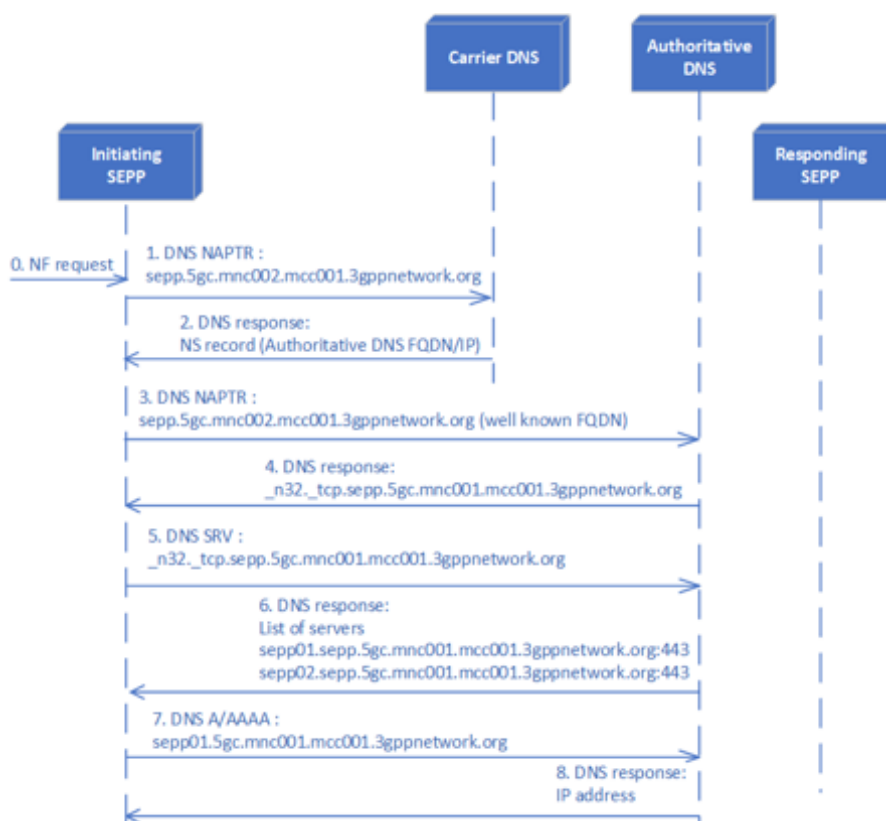 Carrier DNS
Authoritative
DNS
Initiating
SEPP
Responding
SEPP
0. NF request
1. DNS NAPTR :
sepp.5gc.mnc002.mcc001.3gppnetwork.org
2. DNS response:
NS record (Authoritative DNS FQDN/IP)
3. DNS NAPTR :
sepp.5gc.mnc002.mcc001.3gppnetwork.org (well known FQDN)
4. DNS response:
_n32._tcp.sepp.5gc.mnc001.mcc001.3gppnetwork.org
5. DNS SRV :
_n32._tcp.sepp.5gc.mnc001.mcc001.3gppnetwork.org
6. DNS response:
List of servers
sepp01.sepp.5gc.mnc001.mcc001.3gppnetwork.org:443
sepp02.sepp.5gc.mnc001.mcc001.3gppnetwork.org:443
7. DNS A/AAAA :
sepp01.5gc.mnc001.mcc001.3gppnetwork.org
8. DNS response:
IP address